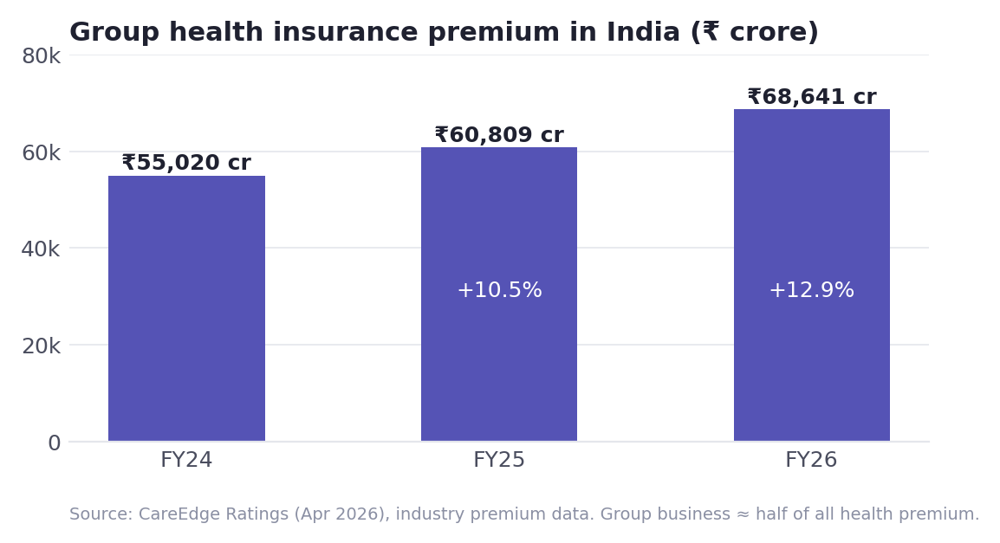 Group health insurance premium in India (₹ crore)
80k
60k
40k
20k
0
₹55,020 cr
₹60,809 cr
₹68,641 cr
+10.5%
+12.9%
FY24
FY25
FY26
Source: CareEdge Ratings (Apr 2026), industry premium data. Group business ≈ half of all health premium.